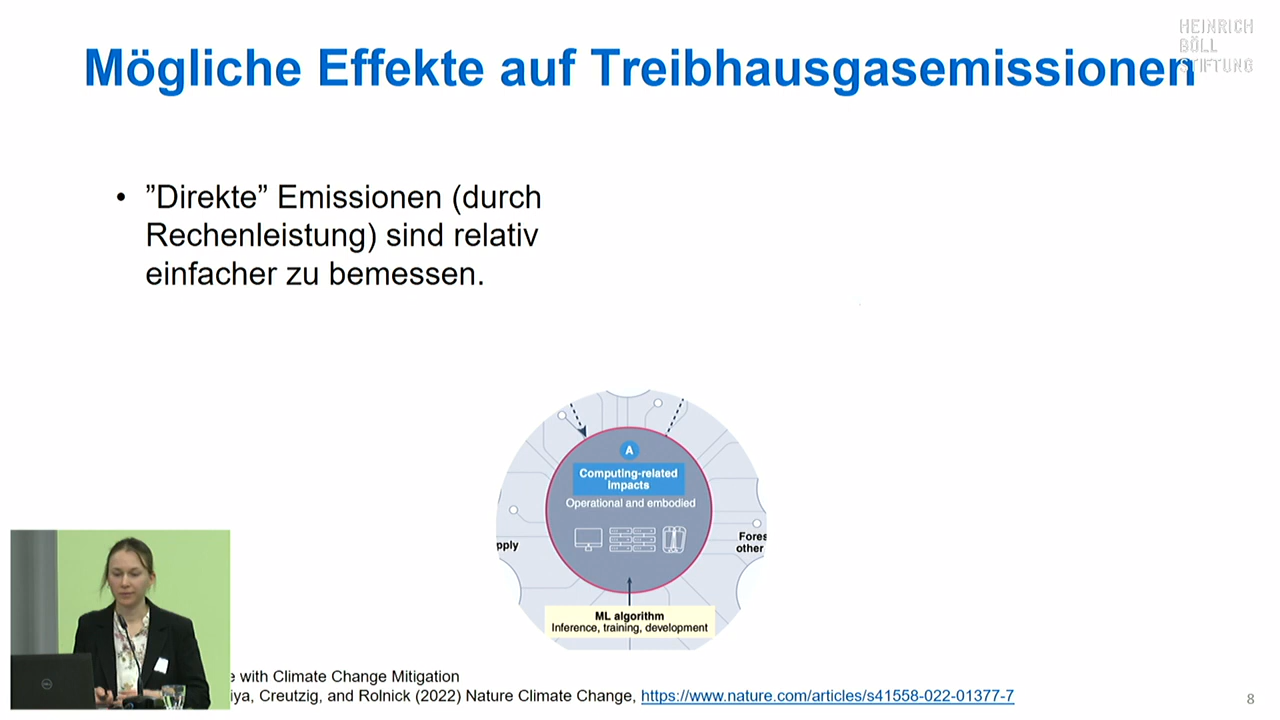 HEINRICH
BÖLL
STIFTUNG
Mögliche Effekte auf Treibhausgasemissionen
• ”Direkte” Emissionen (durch
Rechenleistung) sind relativ
einfacher zu bemessen.
A
Computing-related
impacts
Operational and embodied
pply
Fores
other
ML algorithm
Inference, training, development
e with Climate Change Mitigation
iya, Creutzig, and Rolnick (2022) Nature Climate Change, https://www.nature.com/articles/s41558-022-01377-7
8